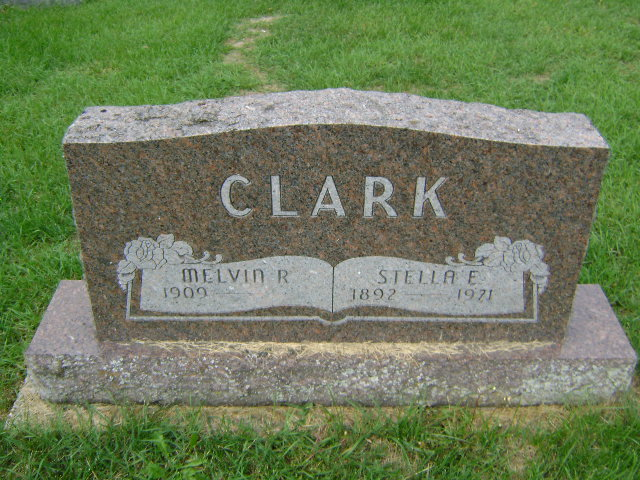 CLARK
MELVIN R
1909
STELLA E
1892 — 1971